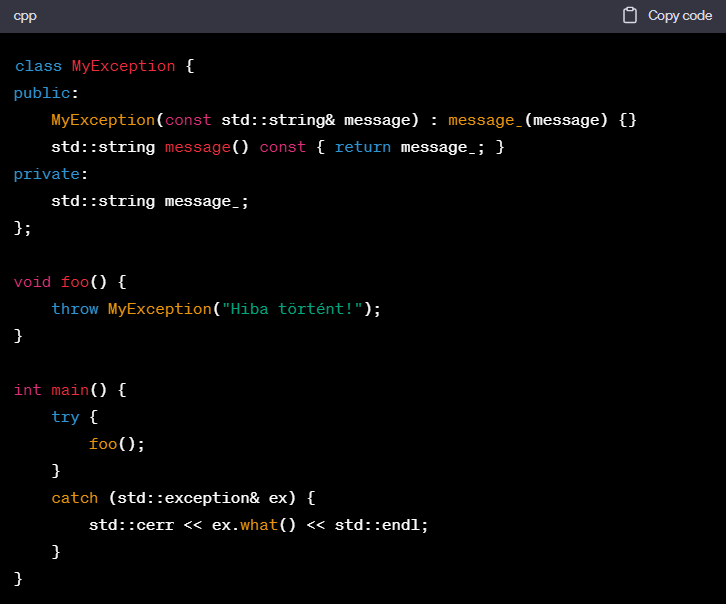 cpp
Copy code
class MyException {
public:
    MyException(const std::string& message) : message_(message) {}
    std::string message() const { return message_; }
private:
    std::string message_;
};

void foo() {
    throw MyException("Hiba történt!");
}

int main() {
    try {
        foo();
    }
    catch (std::exception& ex) {
        std::cerr << ex.what() << std::endl;
    }
}